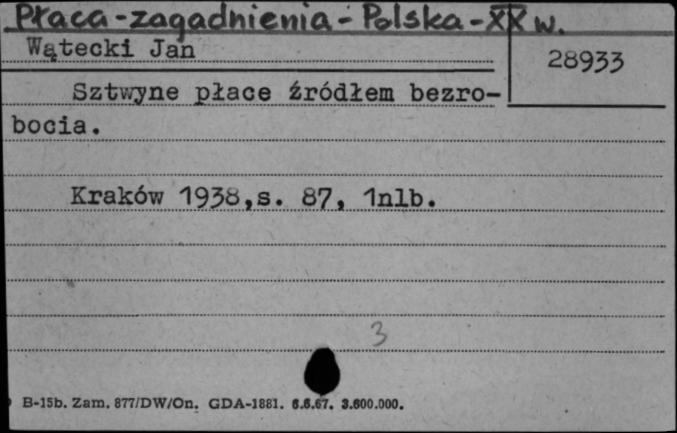 Płaca-zagadnienia-Polska-XX w.
Wątecki Jan
28933
Sztwyne płace źródłem bezro-
bocia.
Kraków 1938,s. 87, 1nlb.
3
B-15b. Zam. 877/DW/On. GDA-1881. 6.6.67. 3.600.000.